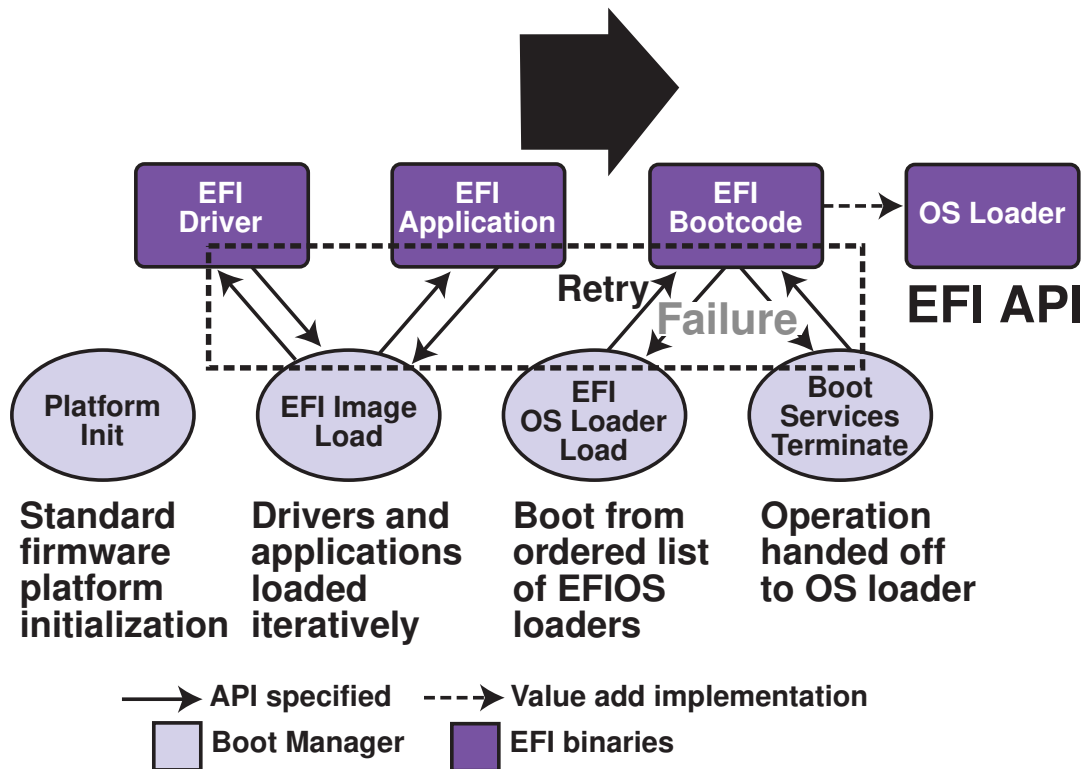 EFI
Driver
EFI
Application
EFI
Bootcode
OS Loader
Retry
Failure
EFI API
Platform
Init
EFI Image
Load
EFI
OS Loader
Load
Boot
Services
Terminate
Standard
firmware
platform
initialization
Drivers and
applications
loaded
iteratively
Boot from
ordered list
of EFIOS
loaders
Operation
handed off
to OS loader
API specified
Value add implementation
Boot Manager
EFI binaries